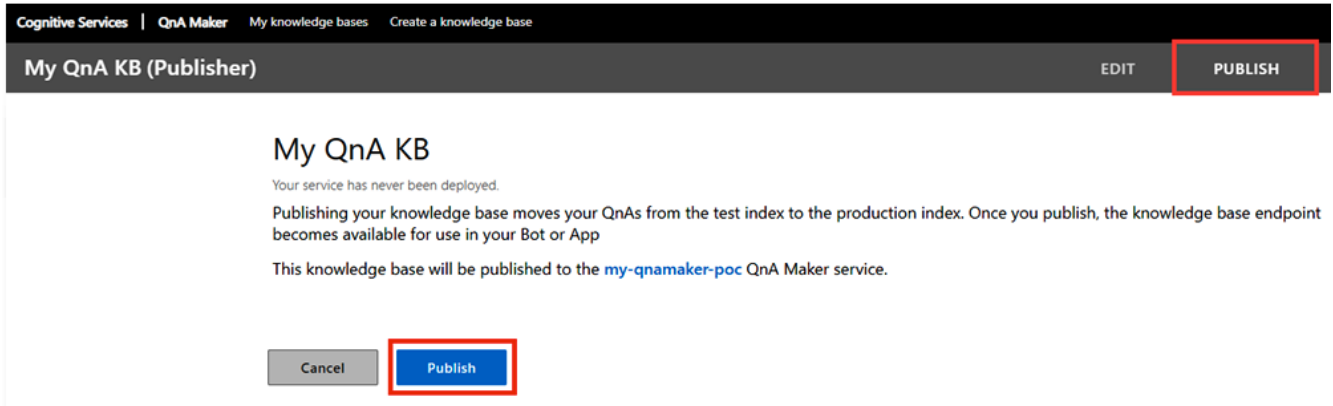 Cognitive Services | QnA Maker My knowledge bases Create a knowledge base
My QnA KB (Publisher) EDIT PUBLISH
My QnA KB
Your service has never been deployed.
Publishing your knowledge base moves your QnAs from the test index to the production index. Once you publish, the knowledge base endpoint
becomes available for use in your Bot or App
This knowledge base will be published to the my-qnamaker-poc QnA Maker service.
Cancel Publish